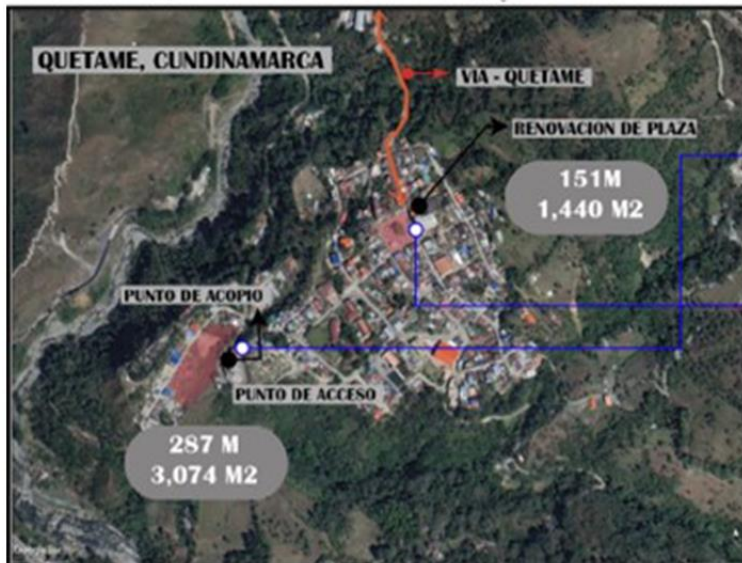 QUETAME, CUNDINAMARCA
VIA - QUETAME
RENOVACION DE PLAZA
151M
1,440 M2
PUNTO DE ACOPIO
PUNTO DE ACCESO
287 M
3,074 M2